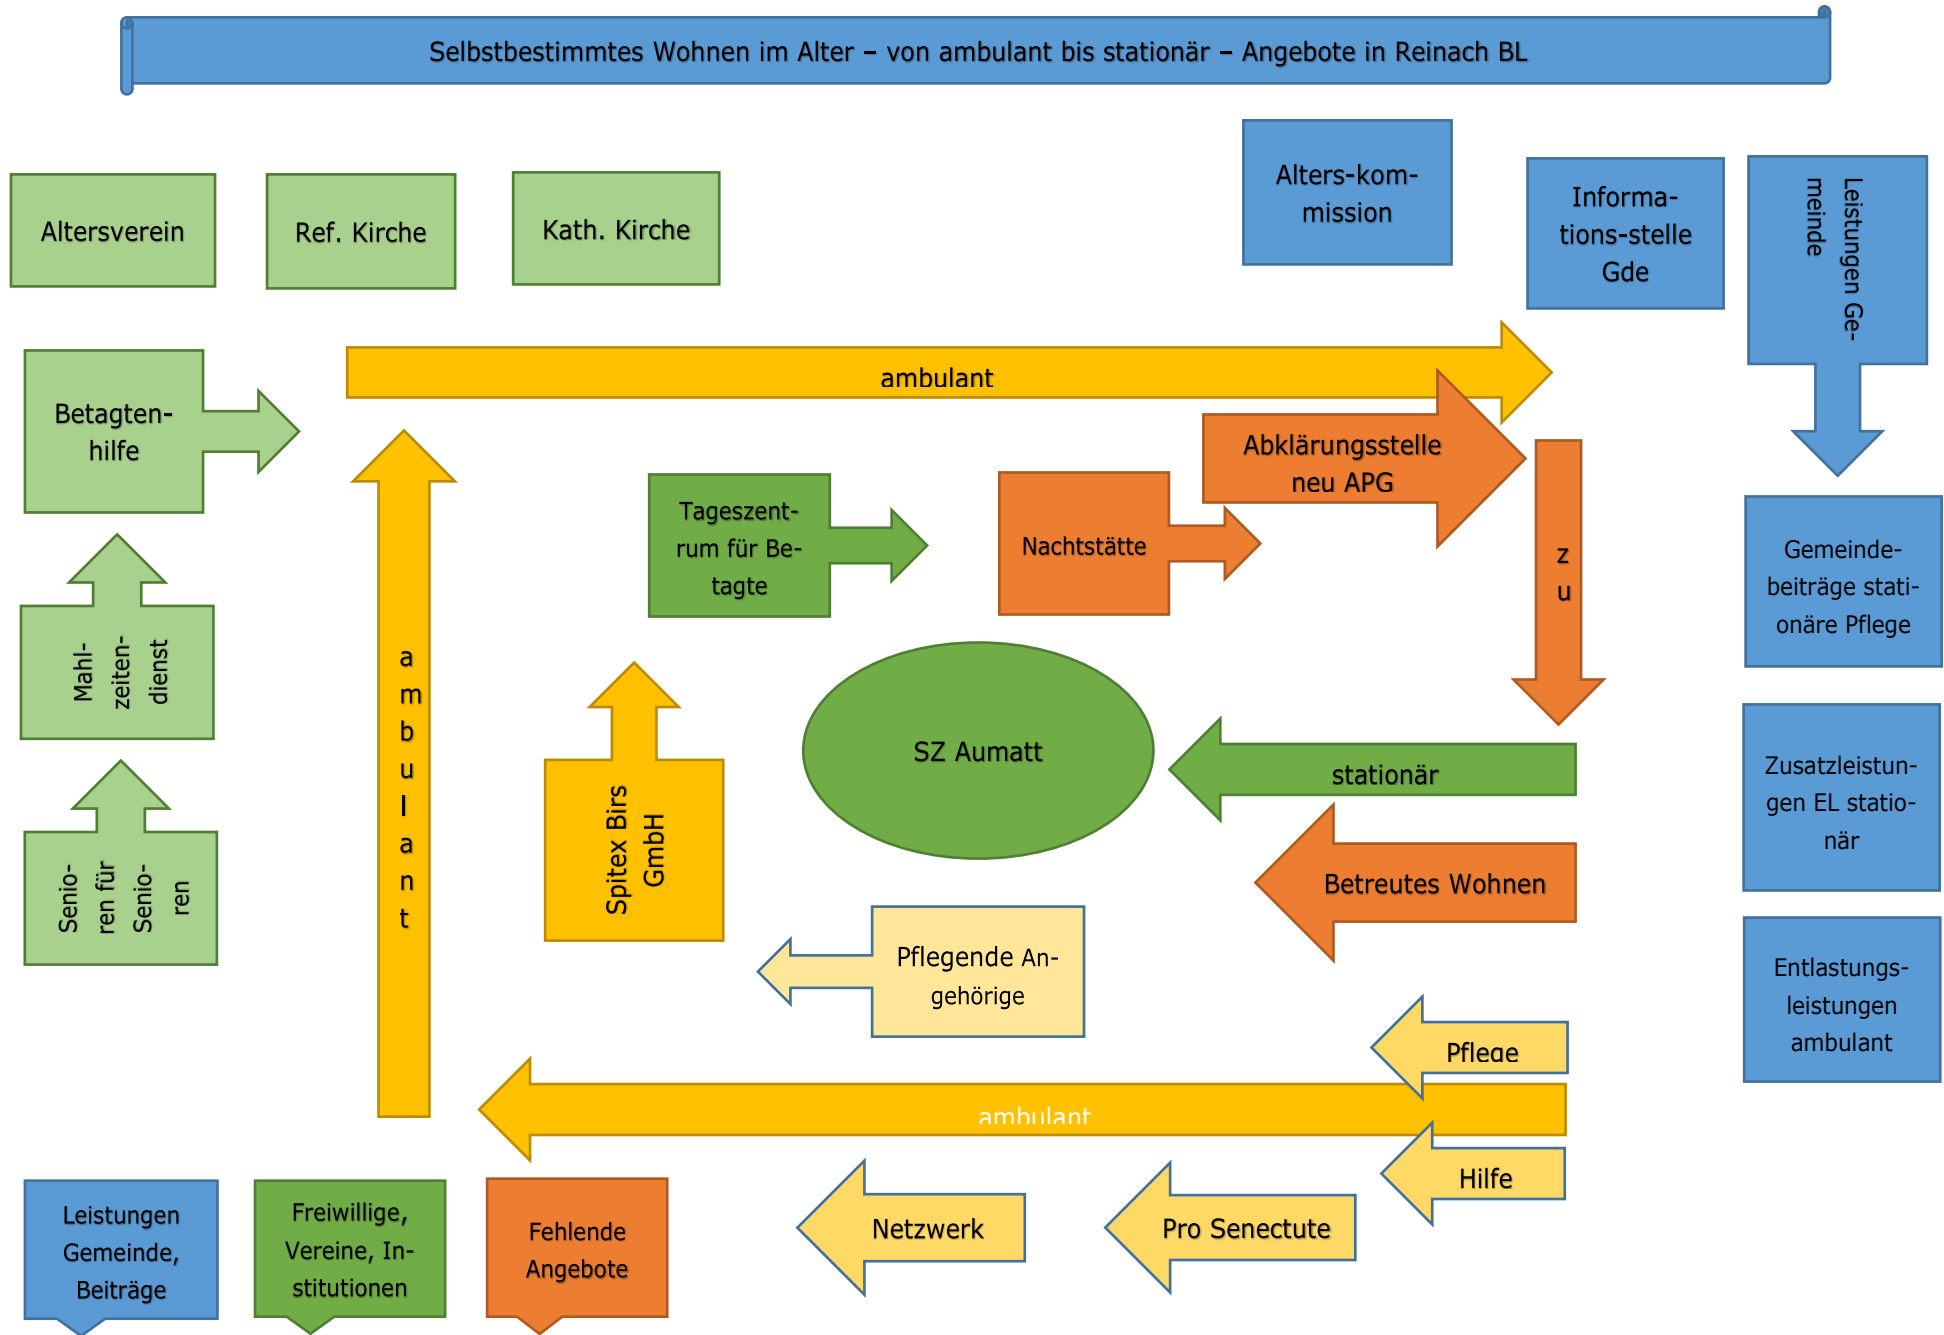 Selbstbestimmtes Wohnen im Alter – von ambulant bis stationär – Angebote in Reinach BL
Alters-kom-
mission
Informa-
tions-stelle
Gde
Leistungen Ge-
meinde
Altersverein
Ref. Kirche
Kath. Kirche
ambulant
Betagten-
hilfe
Abklärungsstelle
neu APG
Tageszent-
rum für Be-
tagte
Nachtstätte
z
u
Gemeinde-
beiträge stati-
onäre Pflege
Mahl-
zeiten-
dienst
a
m
b
u
l
a
n
t
SZ Aumatt
stationär
Zusatzleistun-
gen EL statio-
när
Senio-
ren für
Senio-
ren
Spitex Birs
GmbH
Betreutes Wohnen
Pflegende An-
gehörige
Entlastungs-
leistungen
ambulant
Pflege
ambulant
Hilfe
Netzwerk
Pro Senectute
Leistungen
Gemeinde,
Beiträge
Freiwillige,
Vereine, In-
stitutionen
Fehlende
Angebote